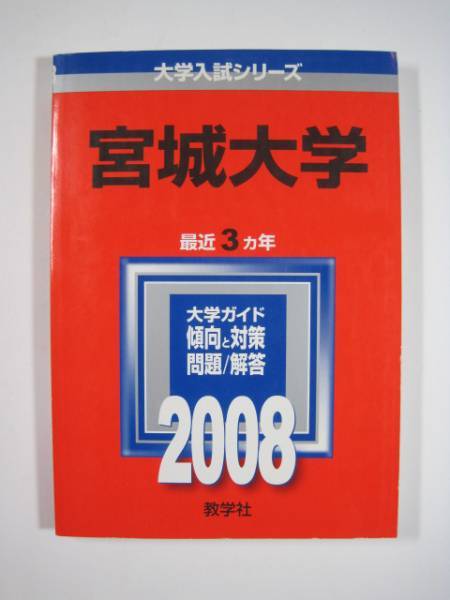 大学入試シリーズ
宮城大学
最近3ヵ年
大学ガイド
傾向と対策
問題/解答
2008
教学社